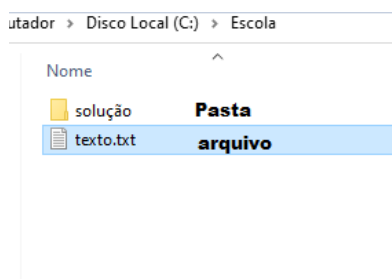 utador > Disco Local (C:) > Escola
Nome
solução Pasta
texto.txt arquivo